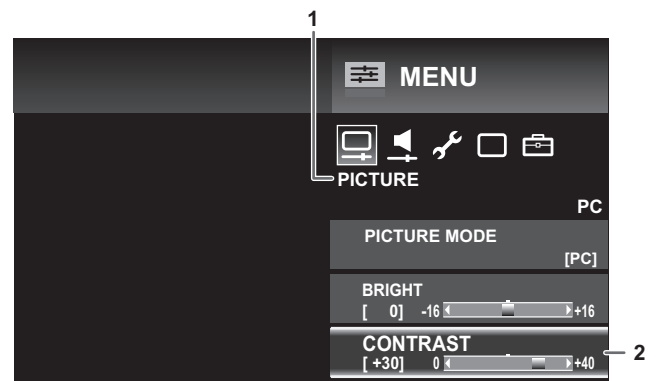 1
MENU
PICTURE
PC
PICTURE MODE
[PC]
BRIGHT
[ 0] -16 +16
CONTRAST
[ +30] 0 +40
2